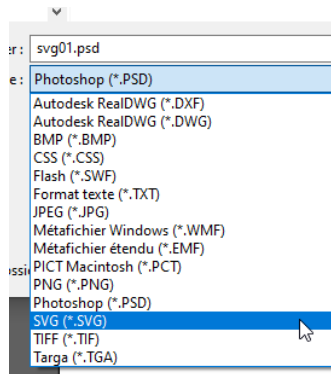 er : svg01.psd
e : Photoshop (*.PSD)
Autodesk RealDWG (*.DXF)
Autodesk RealDWG (*.DWG)
BMP (*.BMP)
CSS (*.CSS)
Flash (*.SWF)
Format texte (*.TXT)
JPEG (*.JPG)
Métafichier Windows (*.WMF)
Métafichier étendu (*.EMF)
ossi PICT Macintosh (*.PCT)
PNG (*.PNG)
Photoshop (*.PSD)
SVG (*.SVG)
TIFF (*.TIF)
Targa (*.TGA)